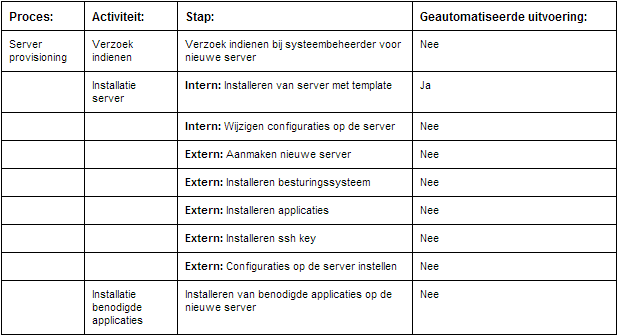 Proces: Activiteit: Stap: Geautomatiseerde uitvoering:
Server provisioning Verzoek indienen Verzoek indienen bij systeembeheerder voor nieuwe server Nee
Installatie server Intern: Installeren van server met template Ja
Intern: Wijzigen configuraties op de server Nee
Extern: Aanmaken nieuwe server Nee
Extern: Installeren besturingssysteem Nee
Extern: Installeren applicaties Nee
Extern: Installeren ssh key Nee
Extern: Configuraties op de server instellen Nee
Installatie benodigde applicaties Installeren van benodigde applicaties op de nieuwe server Nee